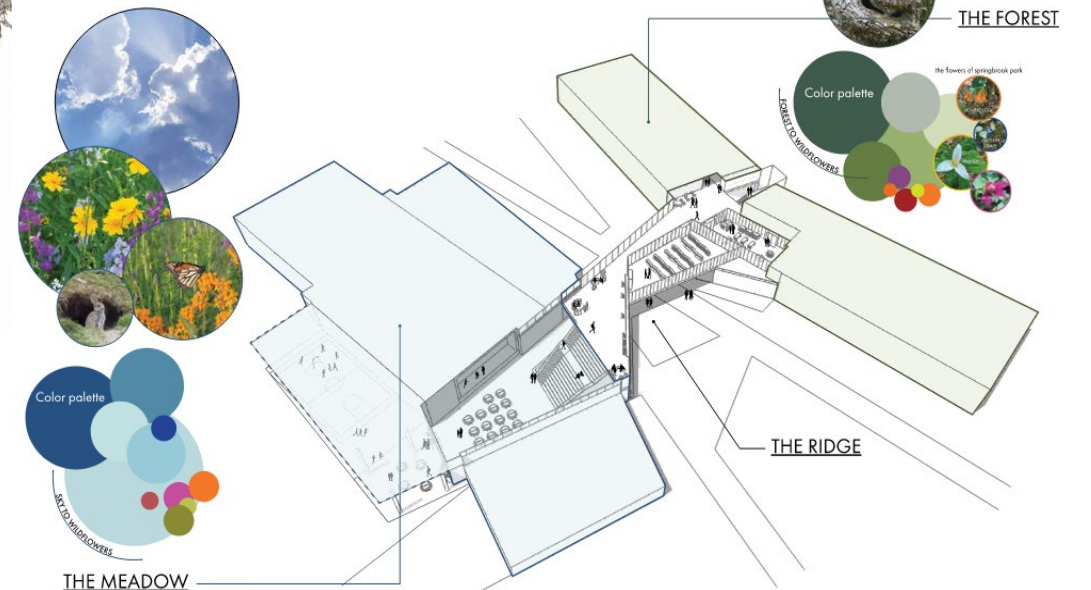 THE FOREST
the flowers of springbrook park
Color palette
FOREST TO WILDFLOWERS
Color palette
SKY TO WILDFLOWERS
THE RIDGE
THE MEADOW